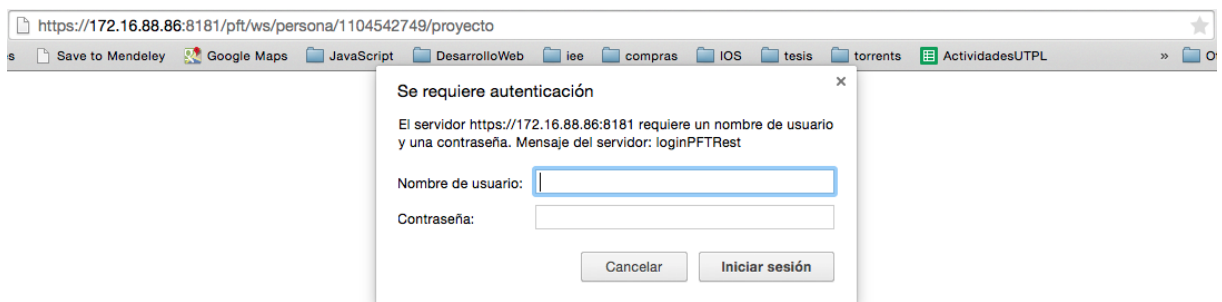 https://172.16.88.86:8181/pft/ws/persona/1104542749/proyecto
es Save to Mendeley Google Maps JavaScript DesarrolloWeb iee compras IOS tesis torrents ActividadesUTPL » O
Se requiere autenticación ×
El servidor https://172.16.88.86:8181 requiere un nombre de usuario
y una contraseña. Mensaje del servidor: loginPFTRest
Nombre de usuario:
Contraseña:
Cancelar Iniciar sesión